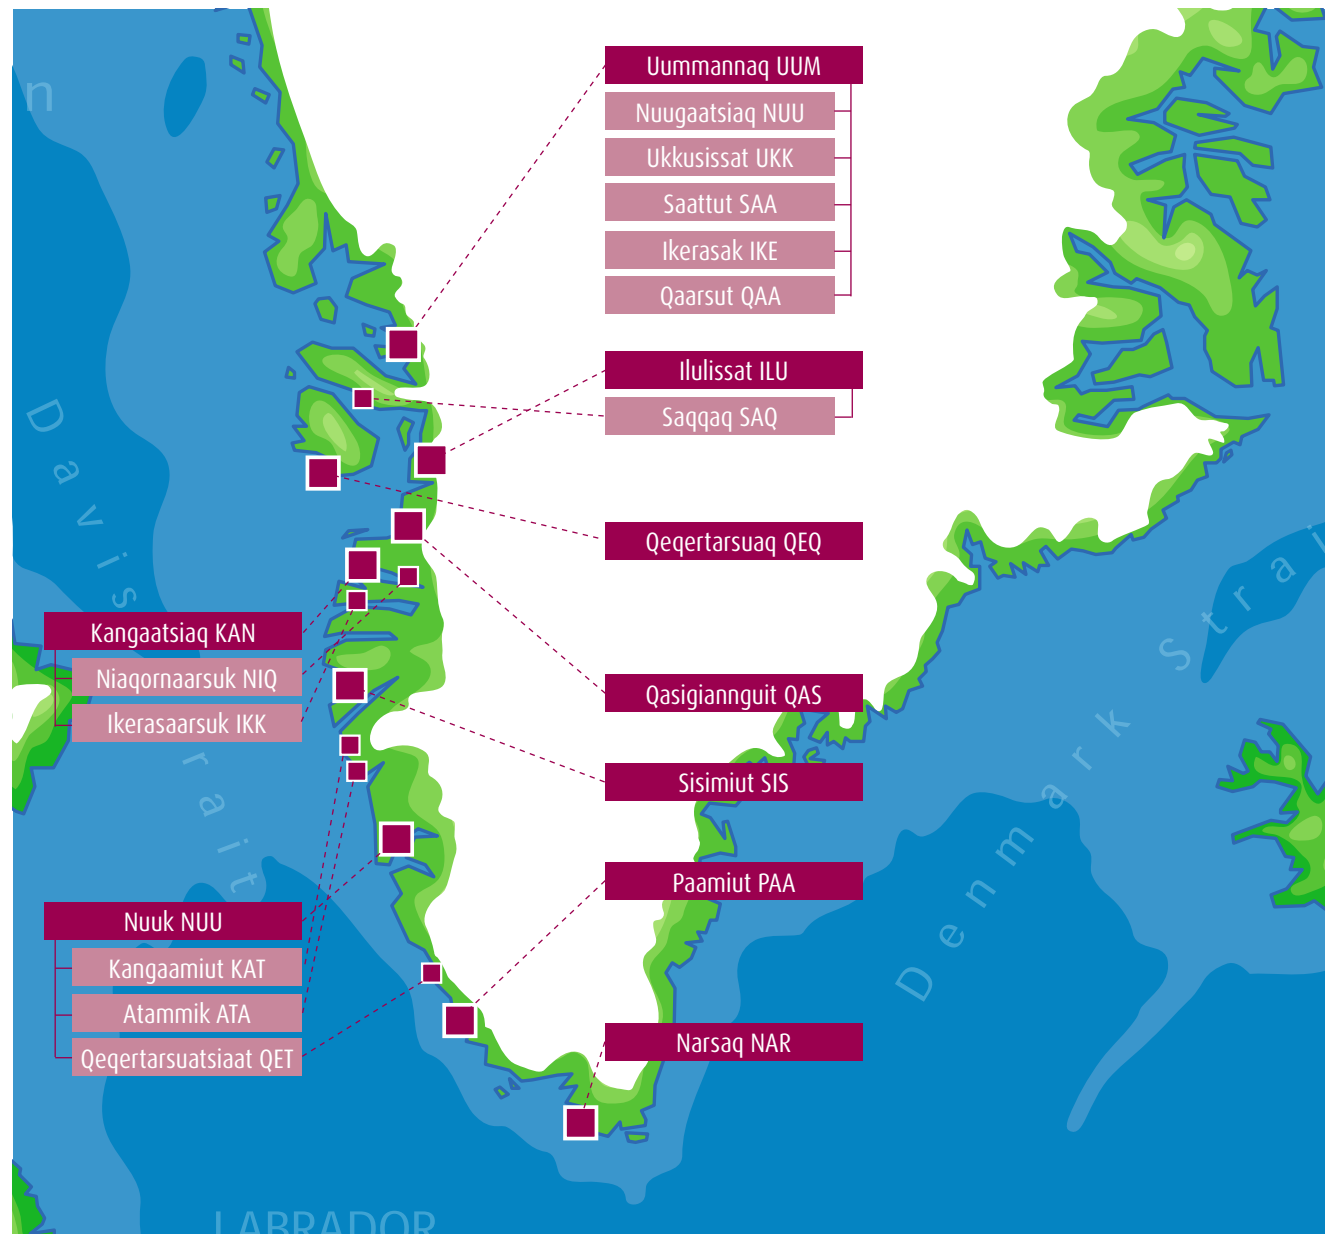 n
Uummannaq UUM
Nuugaatsiaq NUU
Ukkusissat UKK
Saattut SAA
Ikerasak IKE
Qaarsut QAA
Ilulissat ILU
Saqqaq SAQ
Qeqertarsuaq QEQ
Qasigiannguit QAS
Sisimiut SIS
Paamiut PAA
Narsaq NAR
Kangaatsiaq KAN
Niaqornaarsuk NIQ
Ikerasaarsuk IKK
Nuuk NUU
Kangaamiut KAT
Atammik ATA
Qeqertarsuatsiaat QET
Davis
rait
Denmark Strai
LABRADOR